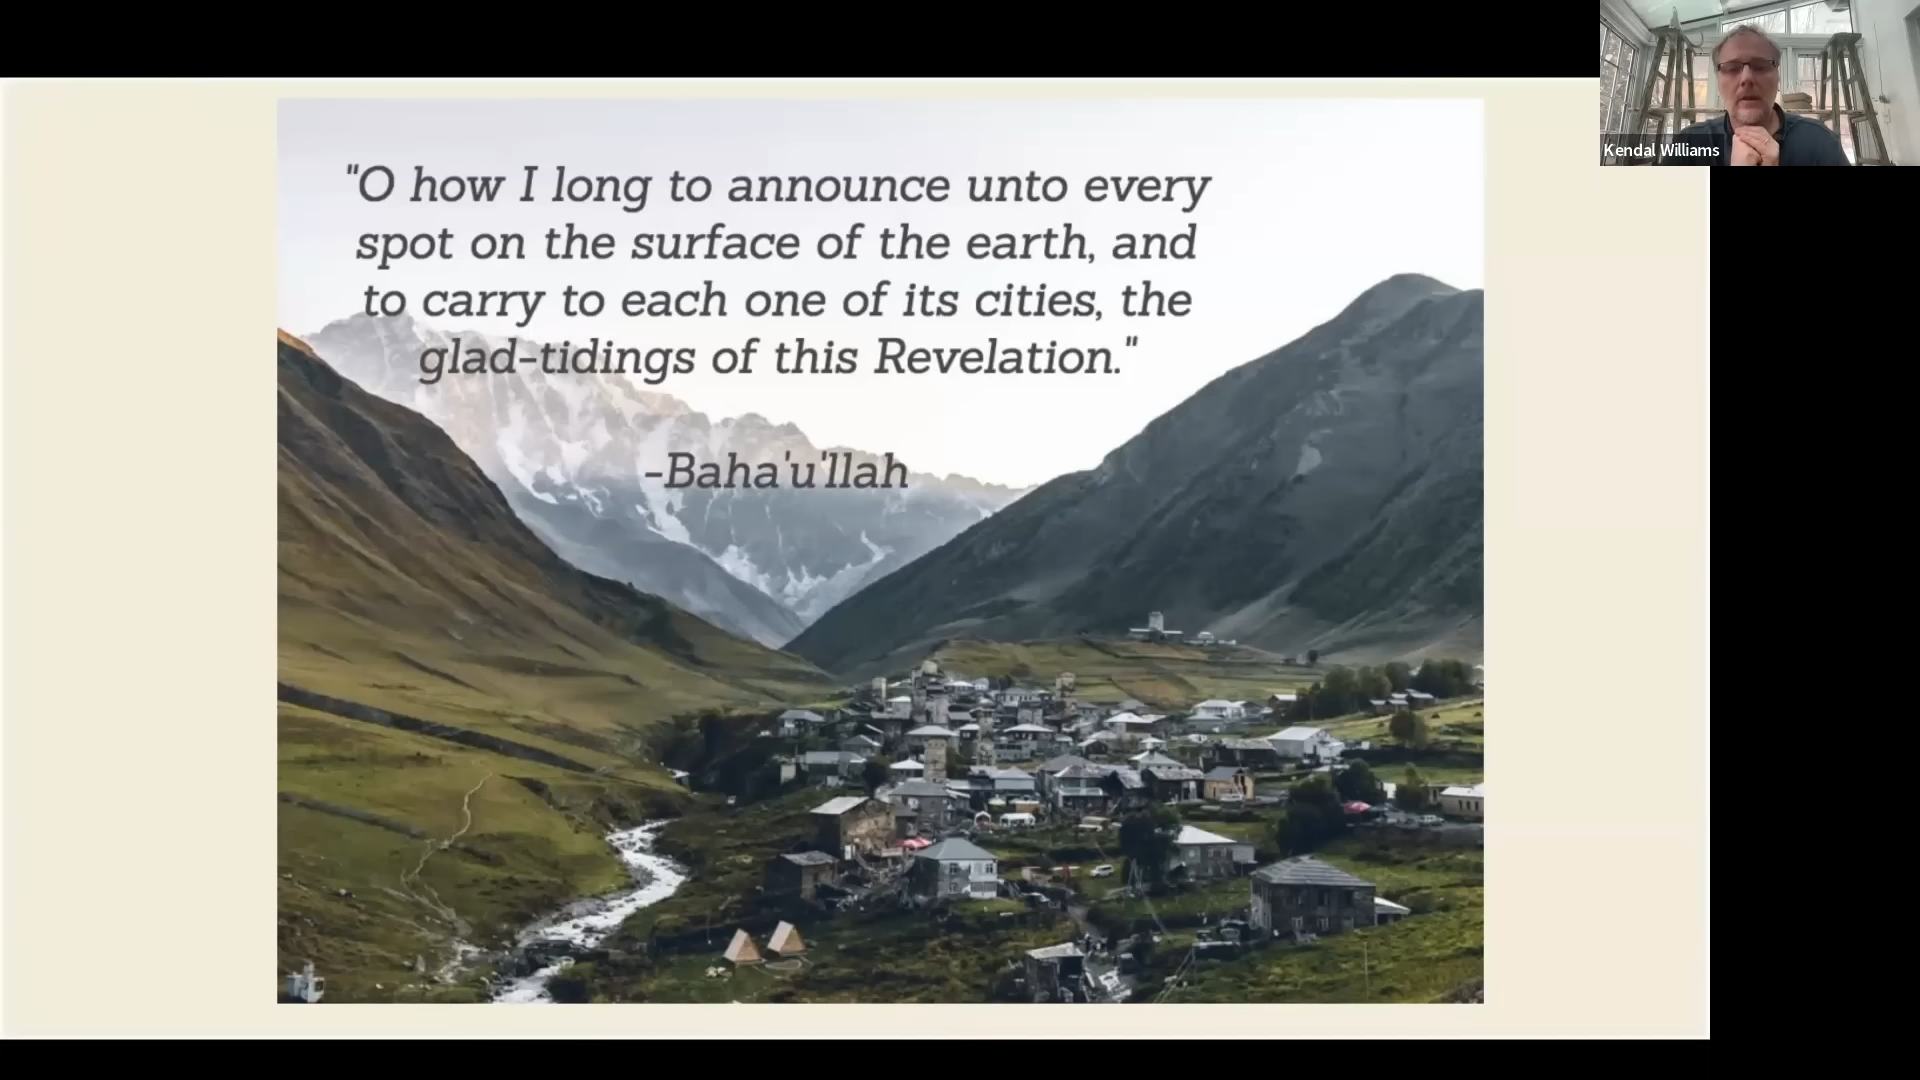 "O how I long to announce unto every
spot on the surface of the earth, and
to carry to each one of its cities, the
glad-tidings of this Revelation."
-Baha'u'llah
Kendal Williams